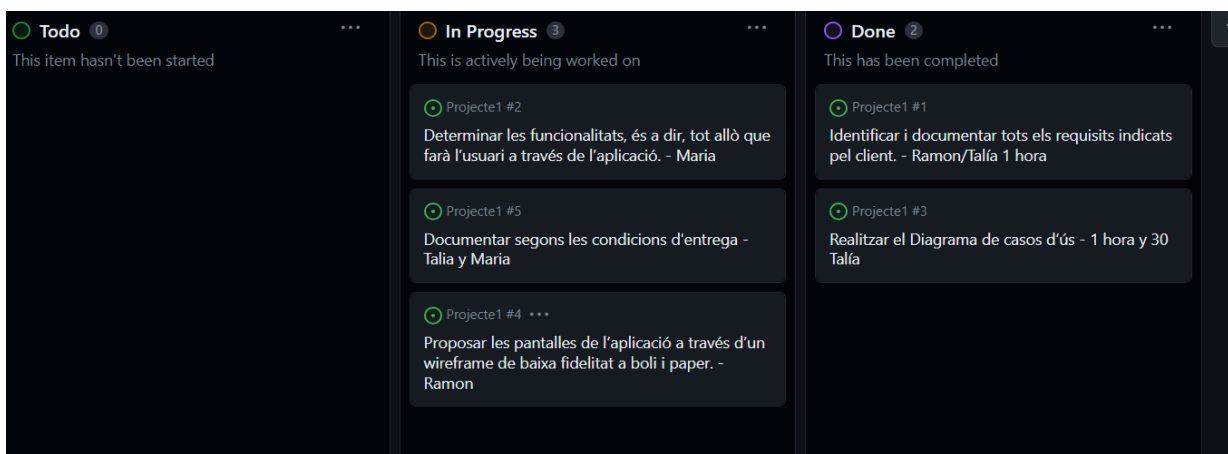 Todo 0
This item hasn't been started
In Progress 3
This is actively being worked on
Projecte1 #2
Determinar les funcionalitats, és a dir, tot allò que
farà l'usuari a través de l'aplicació. - Maria
Projecte1 #5
Documentar segons les condicions d'entrega -
Talia y Maria
Projecte1 #4
Proposar les pantalles de l'aplicació a través d'un
wireframe de baixa fidelitat a boli i paper. -
Ramon
Done 2
This has been completed
Projecte1 #1
Identificar i documentar tots els requisits indicats
pel client. - Ramon/Talía 1 hora
Projecte1 #3
Realitzar el Diagrama de casos d'ús - 1 hora y 30
Talía